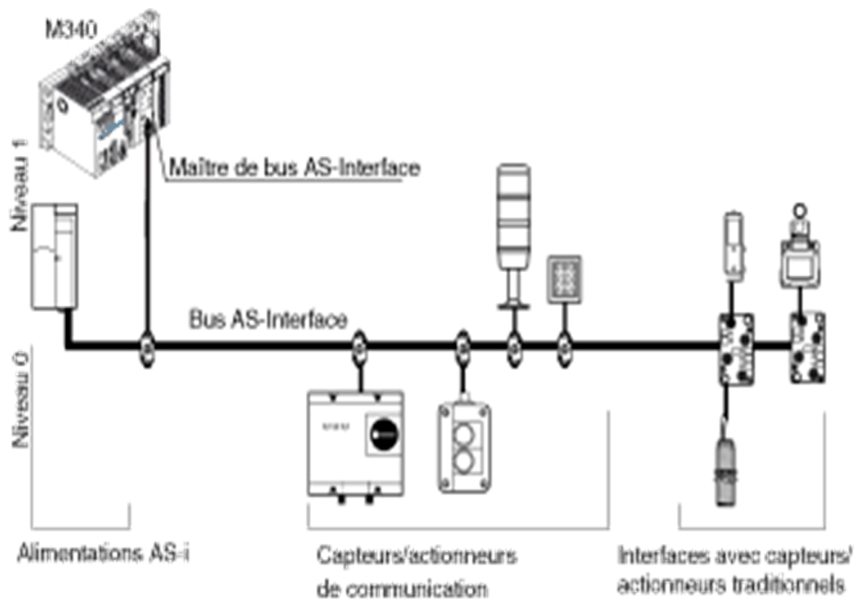 M340
Niveau 1
Maître de bus AS-Interface
Bus AS-Interface
Niveau 0
Alimentations AS-i
Capteurs/actionneurs
de communication
Interfaces avec capteurs/
actionneurs traditionnels